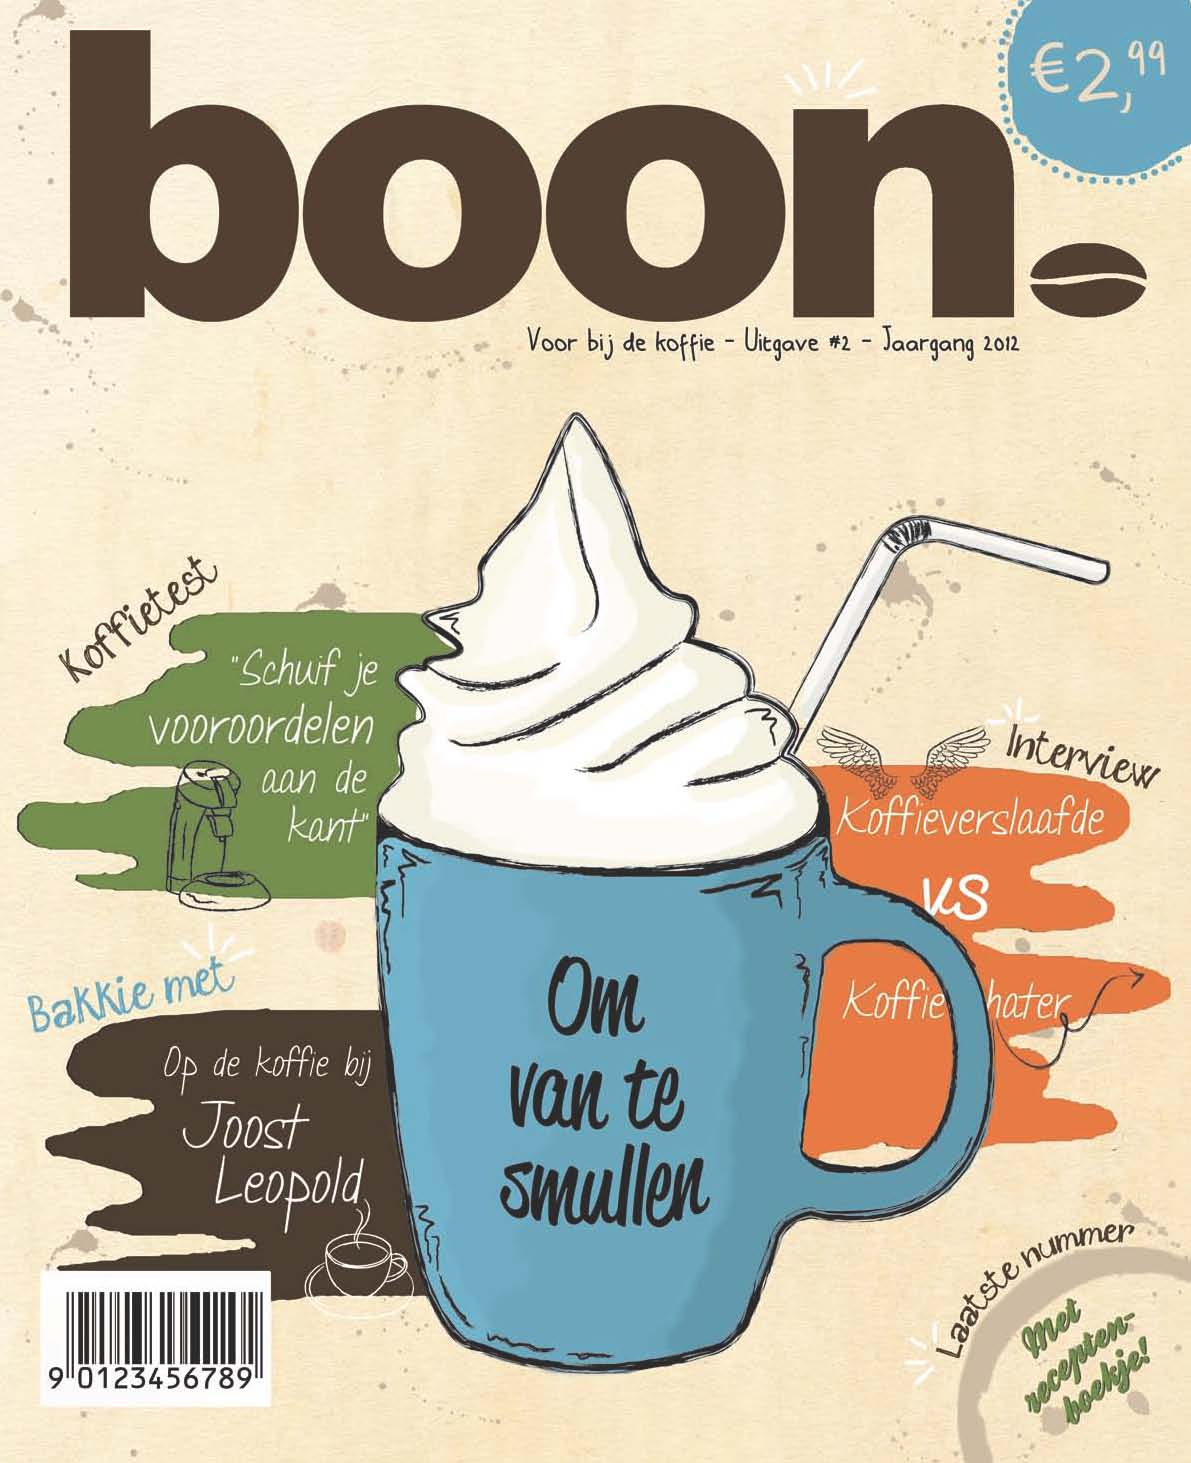 €2,99
boon.
Voor bij de koffie - Uitgave #2 - Jaargang 2012
Koffietest
"Schuif je
vooroordelen
aan de
kant"
Interview
Koffieverslaafde
vs
Koffie hater
Bakkie met
Op de koffie bij
Joost
Leopold
Om
van te
smullen
Laatste nummer
Met
recepten-
boekje!
9 0123456789